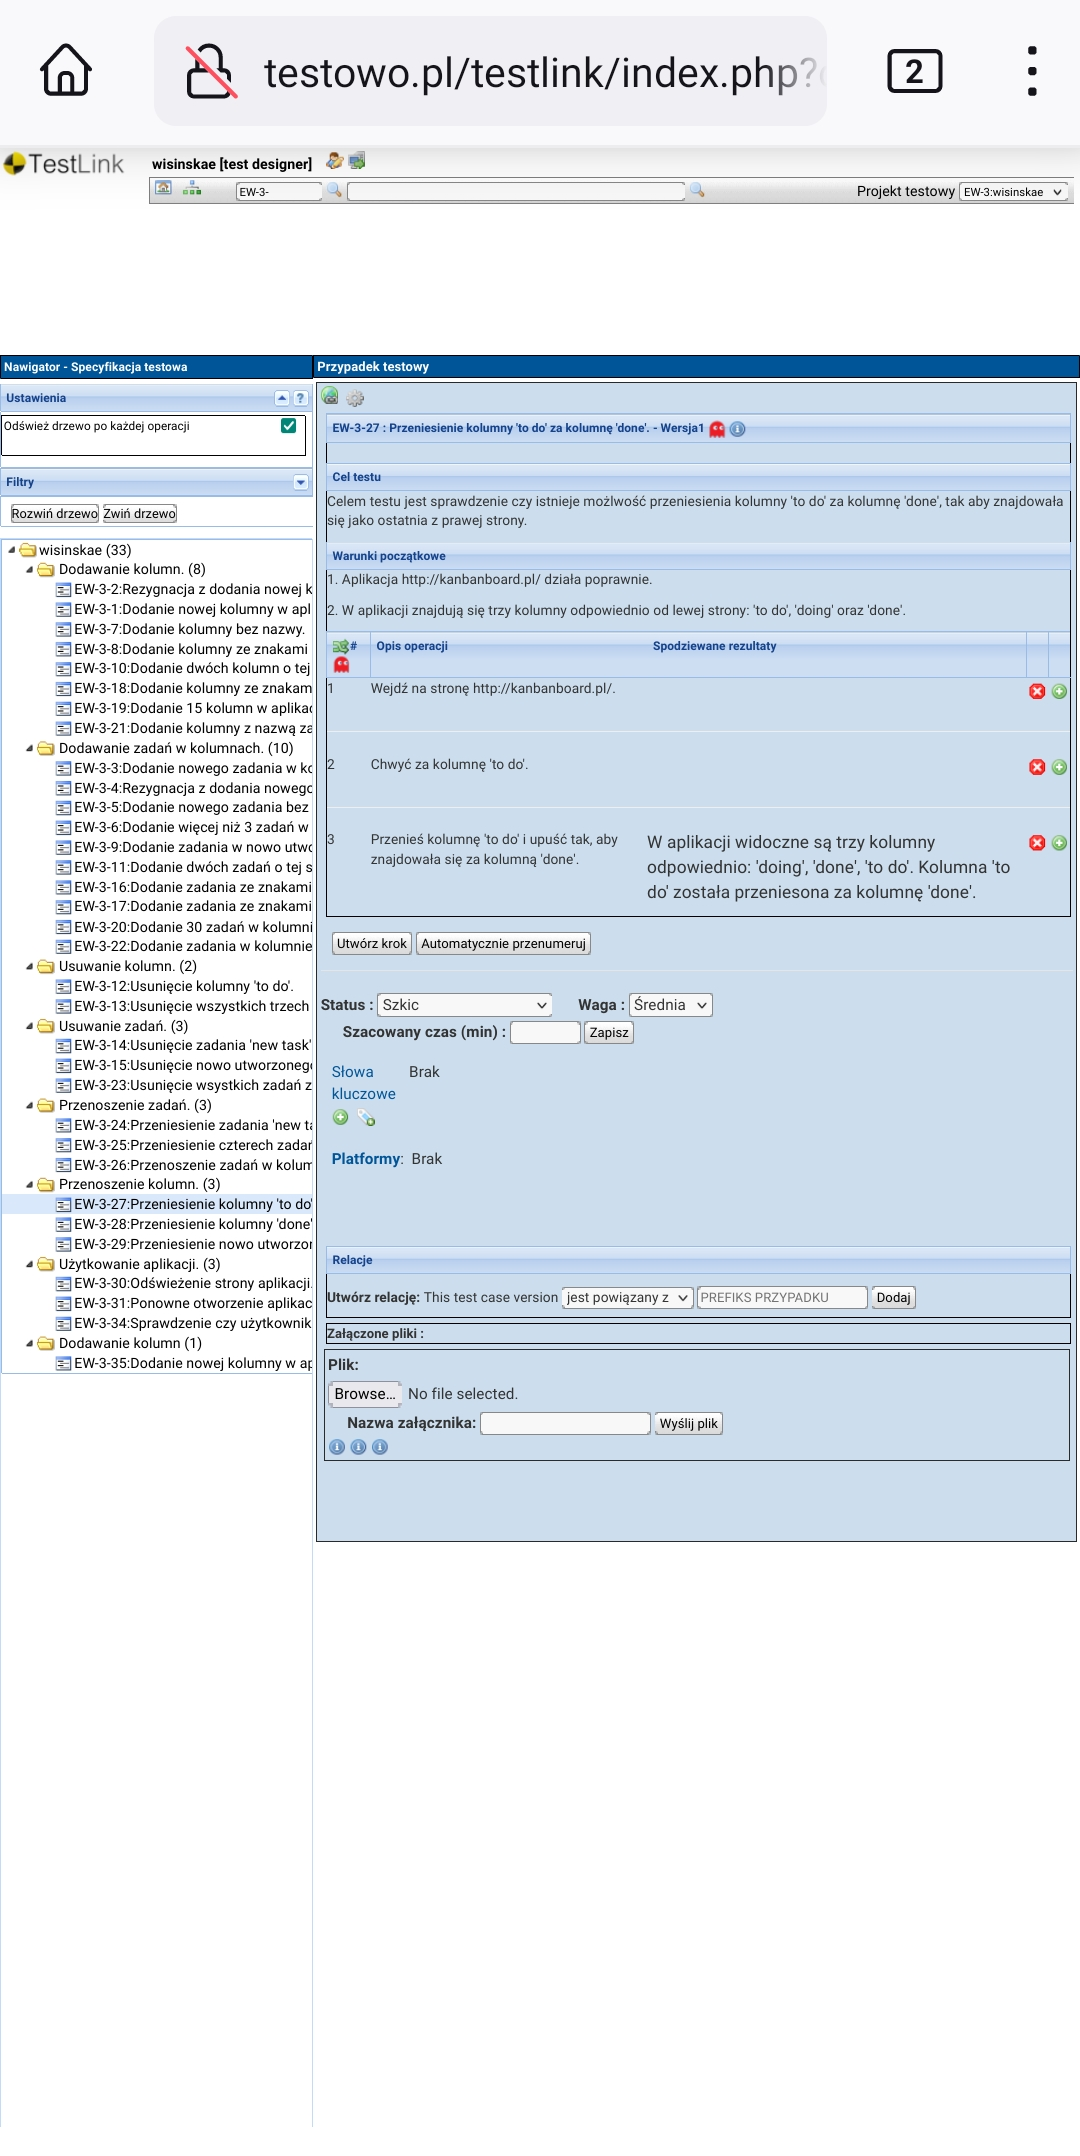 testowo.pl/testlink/index.php?
2
TestLink
wisinskae [test designer]
EW-3-
Projekt testowy EW-3:wisinskae
Nawigator - Specyfikacja testowa
Ustawienia
?
Odśwież drzewo po każdej operacji
Filtry
Rozwiń drzewo Zwiń drzewo
wisinskae (33)
Dodawanie kolumn. (8)
EW-3-2:Rezygnacja z dodania nowej k
EW-3-1:Dodanie nowej kolumny w apl
EW-3-7:Dodanie kolumny bez nazwy.
EW-3-8:Dodanie kolumny ze znakami
EW-3-10:Dodanie dwóch kolumn o tej
EW-3-18:Dodanie kolumny ze znakam
EW-3-19:Dodanie 15 kolumn w aplikac
EW-3-21:Dodanie kolumny z nazwą za
Dodawanie zadań w kolumnach. (10)
EW-3-3:Dodanie nowego zadania w ko
EW-3-4:Rezygnacja z dodania nowego
EW-3-5:Dodanie nowego zadania bez
EW-3-6:Dodanie więcej niż 3 zadań w
EW-3-9:Dodanie zadania w nowo utwo
EW-3-11:Dodanie dwóch zadań o tej s
EW-3-16:Dodanie zadania ze znakami
EW-3-17:Dodanie zadania ze znakami
EW-3-20:Dodanie 30 zadań w kolumni
EW-3-22:Dodanie zadania w kolumnie
Usuwanie kolumn. (2)
EW-3-12:Usunięcie kolumny 'to do'.
EW-3-13:Usunięcie wszystkich trzech
Usuwanie zadań. (3)
EW-3-14:Usunięcie zadania 'new task'
EW-3-15:Usunięcie nowo utworzonego
EW-3-23:Usunięcie wsystkich zadań z
Przenoszenie zadań. (3)
EW-3-24:Przeniesienie zadania 'new ta
EW-3-25:Przeniesienie czterech zadań
EW-3-26:Przenoszenie zadań w kolum
Przenoszenie kolumn. (3)
EW-3-27:Przeniesienie kolumny 'to do'
EW-3-28:Przeniesienie kolumny 'done'
EW-3-29:Przeniesienie nowo utworzon
Użytkowanie aplikacji. (3)
EW-3-30:Odświeżenie strony aplikacji.
EW-3-31:Ponowne otworzenie aplikac
EW-3-34:Sprawdzenie czy użytkownik
Dodawanie kolumn (1)
EW-3-35:Dodanie nowej kolumny w ap
Przypadek testowy
EW-3-27 : Przeniesienie kolumny 'to do' za kolumnę 'done'. - Wersja1
Cel testu
Celem testu jest sprawdzenie czy istnieje możlwość przeniesienia kolumny 'to do' za kolumnę 'done', tak aby znajdowała
się jako ostatnia z prawej strony.
Warunki początkowe
1. Aplikacja http://kanbanboard.pl/ działa poprawnie.
2. W aplikacji znajdują się trzy kolumny odpowiednio od lewej strony: 'to do', 'doing' oraz 'done'.
# Opis operacji Spodziewane rezultaty
1 Wejdź na stronę http://kanbanboard.pl/.
2 Chwyć za kolumnę 'to do'.
3 Przenieś kolumnę 'to do' i upuść tak, aby
znajdowała się za kolumną 'done'.
W aplikacji widoczne są trzy kolumny
odpowiednio: 'doing', 'done', 'to do'. Kolumna 'to
do' została przeniesona za kolumnę 'done'.
Utwórz krok Automatycznie przenumeruj
Status : Szkic Waga : Średnia
Szacowany czas (min) : Zapisz
Słowa Brak
kluczowe
Platformy: Brak
Relacje
Utwórz relację: This test case version jest powiązany z PREFIKS PRZYPADKU Dodaj
Załączone pliki :
Plik:
Browse... No file selected.
Nazwa załącznika: Wyślij plik